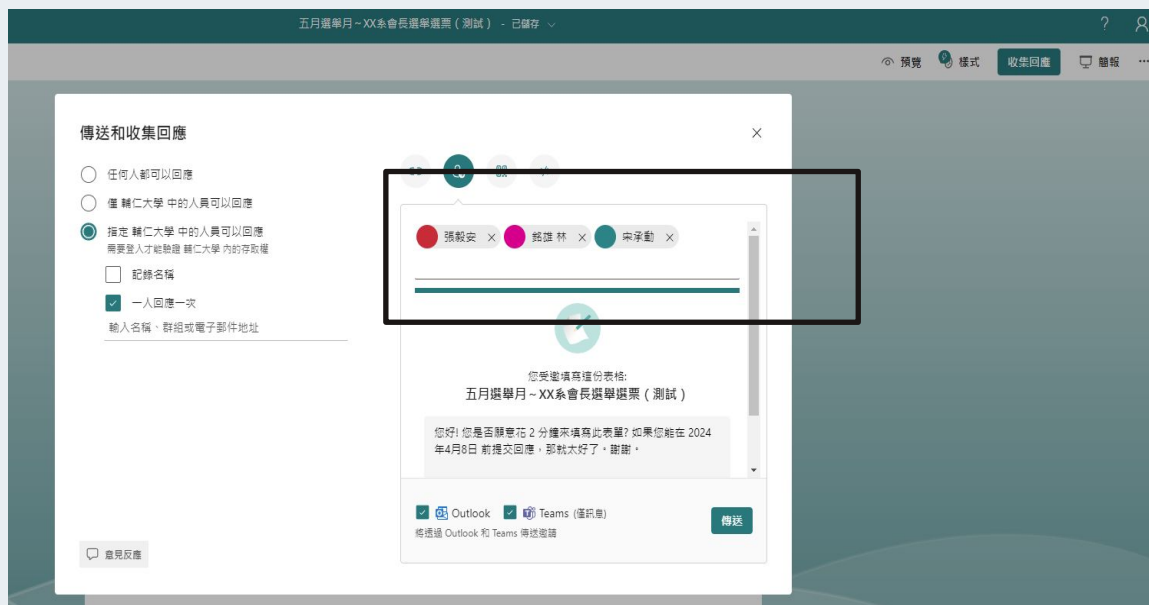 五月選舉月~XX系會長選舉選票(測試) - 已儲存
?
預覽
樣式
收集回應
簡報
...
傳送和收集回應
任何人都可以回應
僅 輔仁大學 中的人員可以回應
指定 輔仁大學 中的人員可以回應
需要登入才能驗證 輔仁大學 內的存取權
記錄名稱
一人回應一次
輸入名稱、群組或電子郵件地址
張毅安
銘雄 林
宋承勳
您受邀填寫這份表格:
五月選舉月~XX系會長選舉選票(測試)
您好! 您是否願意花 2 分鐘來填寫此表單? 如果您能在 2024
年4月8日 前提交回應,那就太好了。謝謝。
Outlook
Teams (僅訊息)
將透過 Outlook 和 Teams 傳送邀請
傳送
意見反應